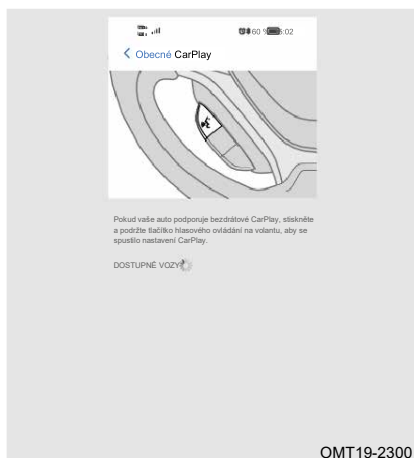 60 %
:02
Obecné CarPlay
Pokud vaše auto podporuje bezdrátové CarPlay, stiskněte
a podržte tlačítko hlasového ovládání na volantu, aby se
spustilo nastavení CarPlay.
DOSTUPNÉ VOZY
OMT19-2300